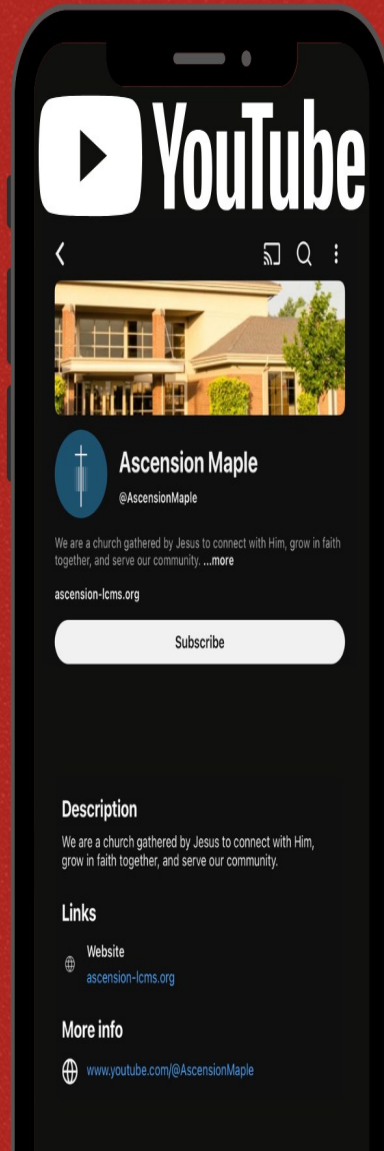 YouTube
Ascension Maple
@AscensionMaple
We are a church gathered by Jesus to connect with Him, grow in faith
together, and serve our community. ...more
ascension-lcms.org
Subscribe
Description
We are a church gathered by Jesus to connect with Him,
grow in faith together, and serve our community.
Links
Website
ascension-lcms.org
More info
www.youtube.com/@AscensionMaple